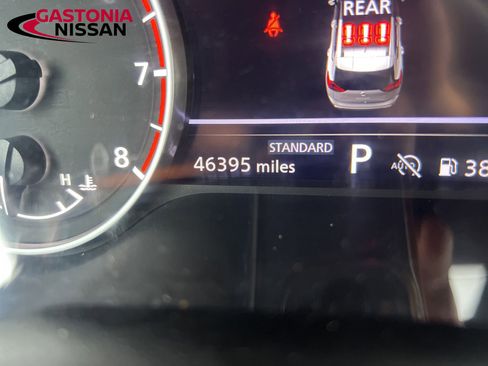 GASTONIA
NISSAN
REAR
7
8
H
STANDARD
46395 miles
P
AUTO
38